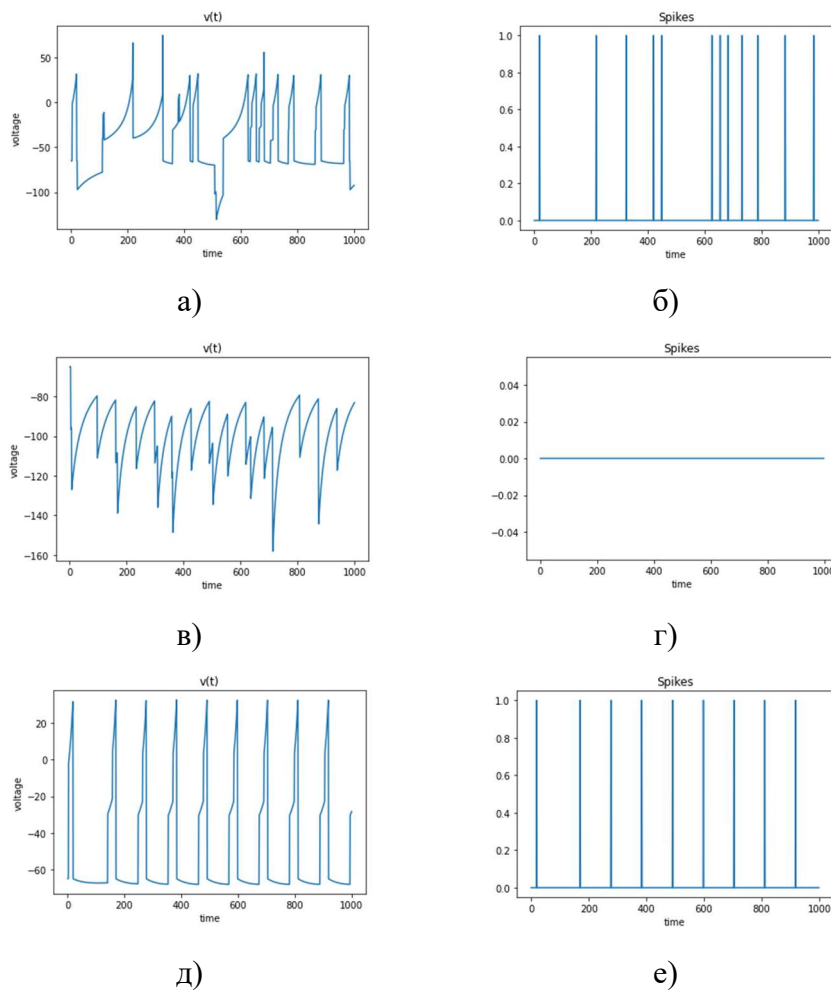 v(t)
50
0
−50
−100
voltage
0 200 400 600 800 1000
time
Spikes
1.0
0.8
0.6
0.4
0.2
0.0
0 200 400 600 800 1000
time
а) б)
v(t)
−80
−100
−120
−140
−160
voltage
0 200 400 600 800 1000
time
Spikes
0.04
0.02
0.00
−0.02
−0.04
0 200 400 600 800 1000
time
в) г)
v(t)
20
0
−20
−40
−60
voltage
0 200 400 600 800 1000
time
Spikes
1.0
0.8
0.6
0.4
0.2
0.0
0 200 400 600 800 1000
time
д) е)